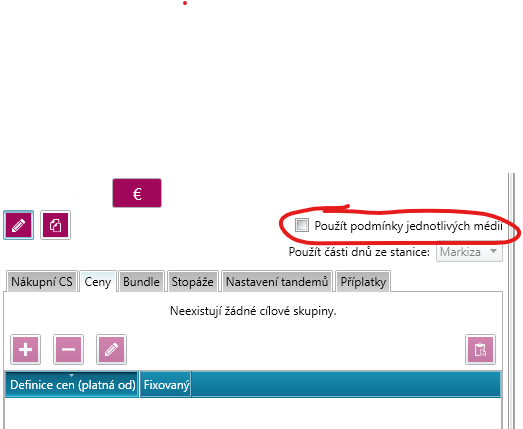 €
Použít podmínky jednotlivých médií
Použít části dnů ze stanice: Markiza
Nákupní CS Ceny Bundle Stopáže Nastavení tandemů Příplatky
Neexistují žádné cílové skupiny.
Definice cen (platná od) Fixovaný